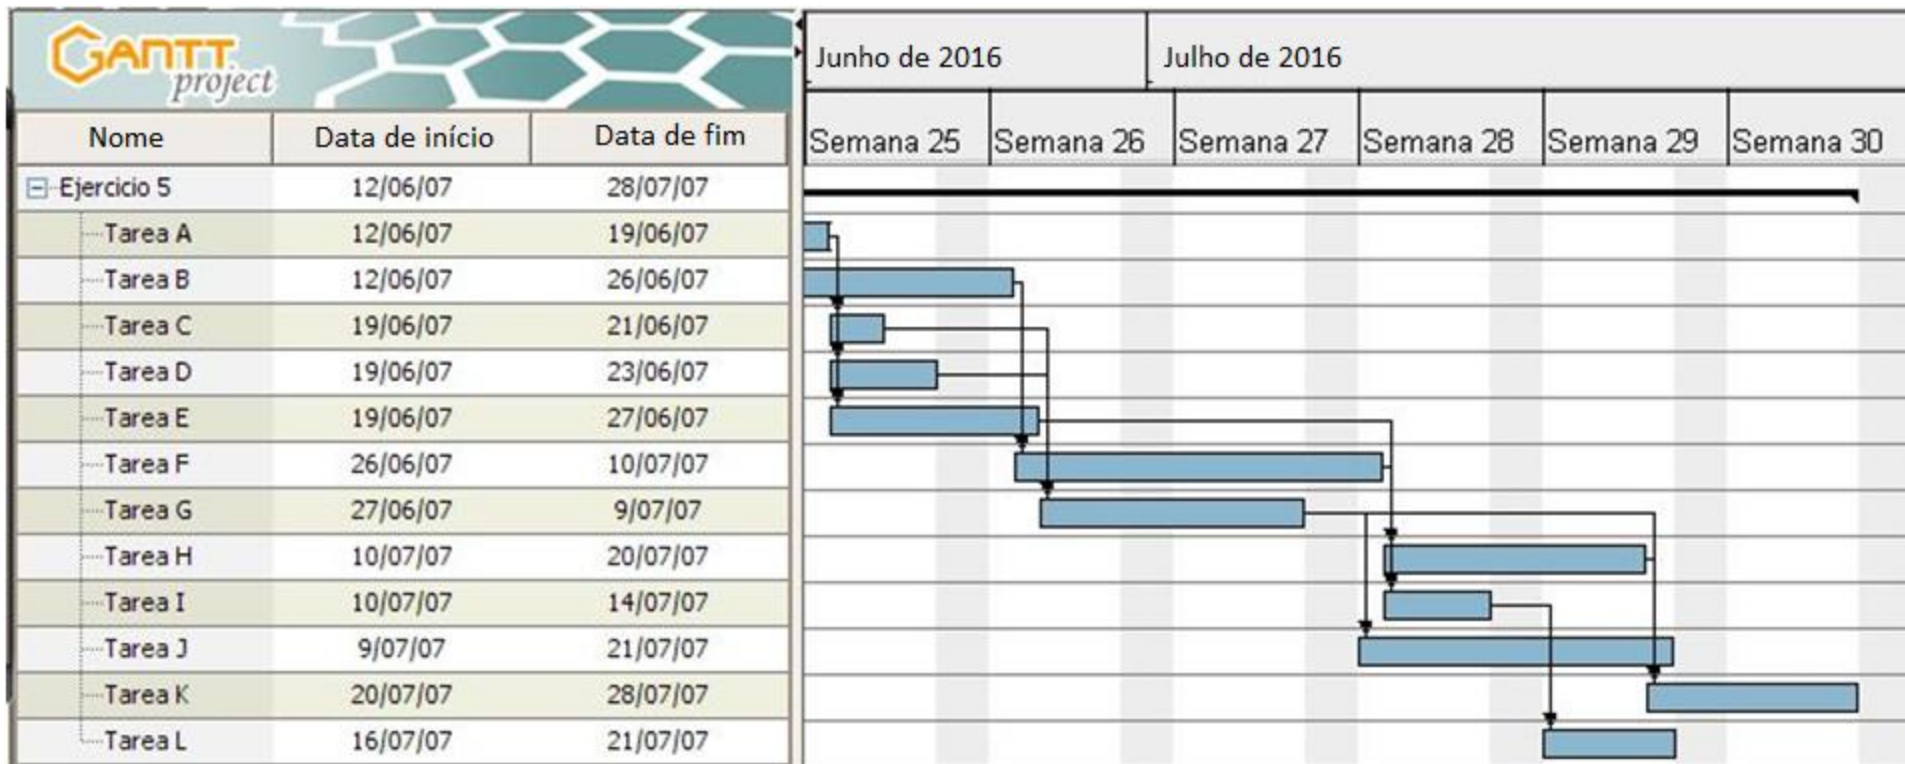 GANTT
project
Junho de 2016 Julho de 2016
Nome Data de início Data de fim Semana 25 Semana 26 Semana 27 Semana 28 Semana 29 Semana 30
Ejercicio 5 12/06/07 28/07/07
Tarea A 12/06/07 19/06/07
Tarea B 12/06/07 26/06/07
Tarea C 19/06/07 21/06/07
Tarea D 19/06/07 23/06/07
Tarea E 19/06/07 27/06/07
Tarea F 26/06/07 10/07/07
Tarea G 27/06/07 9/07/07
Tarea H 10/07/07 20/07/07
Tarea I 10/07/07 14/07/07
Tarea J 9/07/07 21/07/07
Tarea K 20/07/07 28/07/07
Tarea L 16/07/07 21/07/07